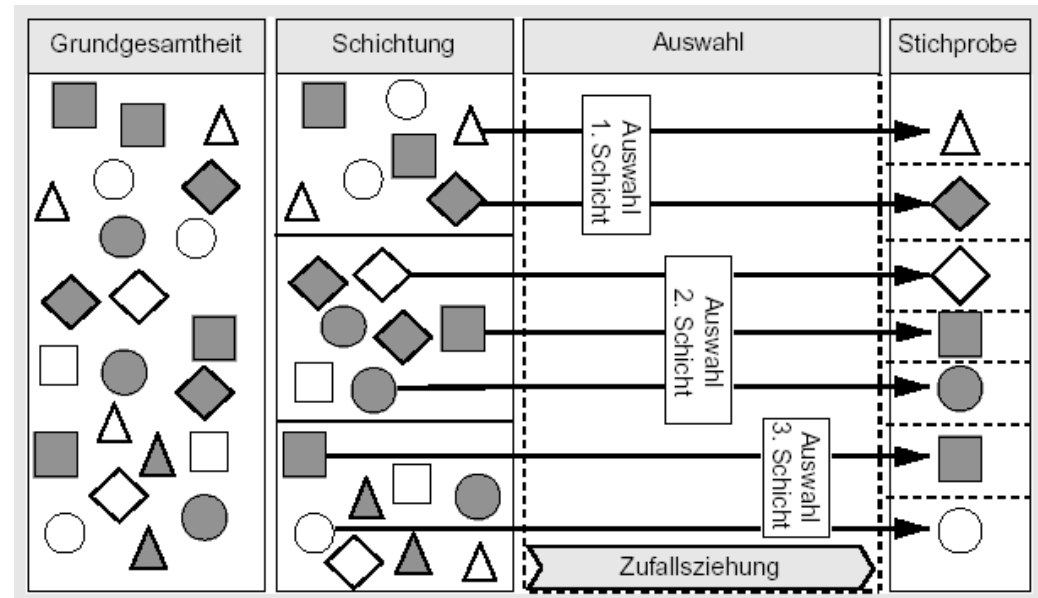 Grundgesamtheit
Schichtung
Auswahl
Stichprobe
Auswahl
1. Schicht
Auswahl
2. Schicht
Auswahl
3. Schicht
Zufallsziehung